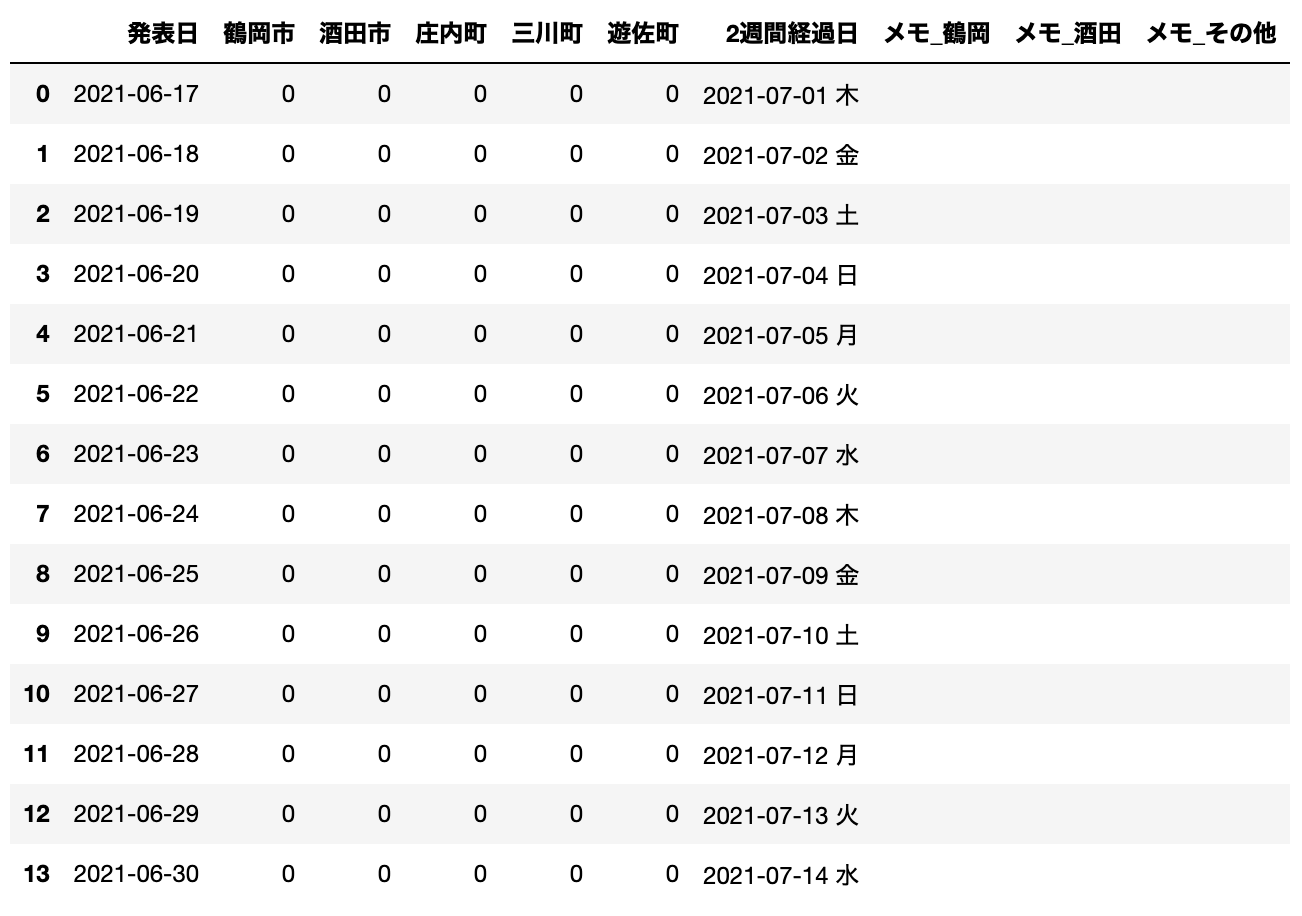 発表日 鶴岡市 酒田市 庄内町 三川町 遊佐町 2週間経過日 メモ_鶴岡 メモ_酒田 メモ_その他
0 2021-06-17 0 0 0 0 0 2021-07-01 木
1 2021-06-18 0 0 0 0 0 2021-07-02 金
2 2021-06-19 0 0 0 0 0 2021-07-03 土
3 2021-06-20 0 0 0 0 0 2021-07-04 日
4 2021-06-21 0 0 0 0 0 2021-07-05 月
5 2021-06-22 0 0 0 0 0 2021-07-06 火
6 2021-06-23 0 0 0 0 0 2021-07-07 水
7 2021-06-24 0 0 0 0 0 2021-07-08 木
8 2021-06-25 0 0 0 0 0 2021-07-09 金
9 2021-06-26 0 0 0 0 0 2021-07-10 土
10 2021-06-27 0 0 0 0 0 2021-07-11 日
11 2021-06-28 0 0 0 0 0 2021-07-12 月
12 2021-06-29 0 0 0 0 0 2021-07-13 火
13 2021-06-30 0 0 0 0 0 2021-07-14 水